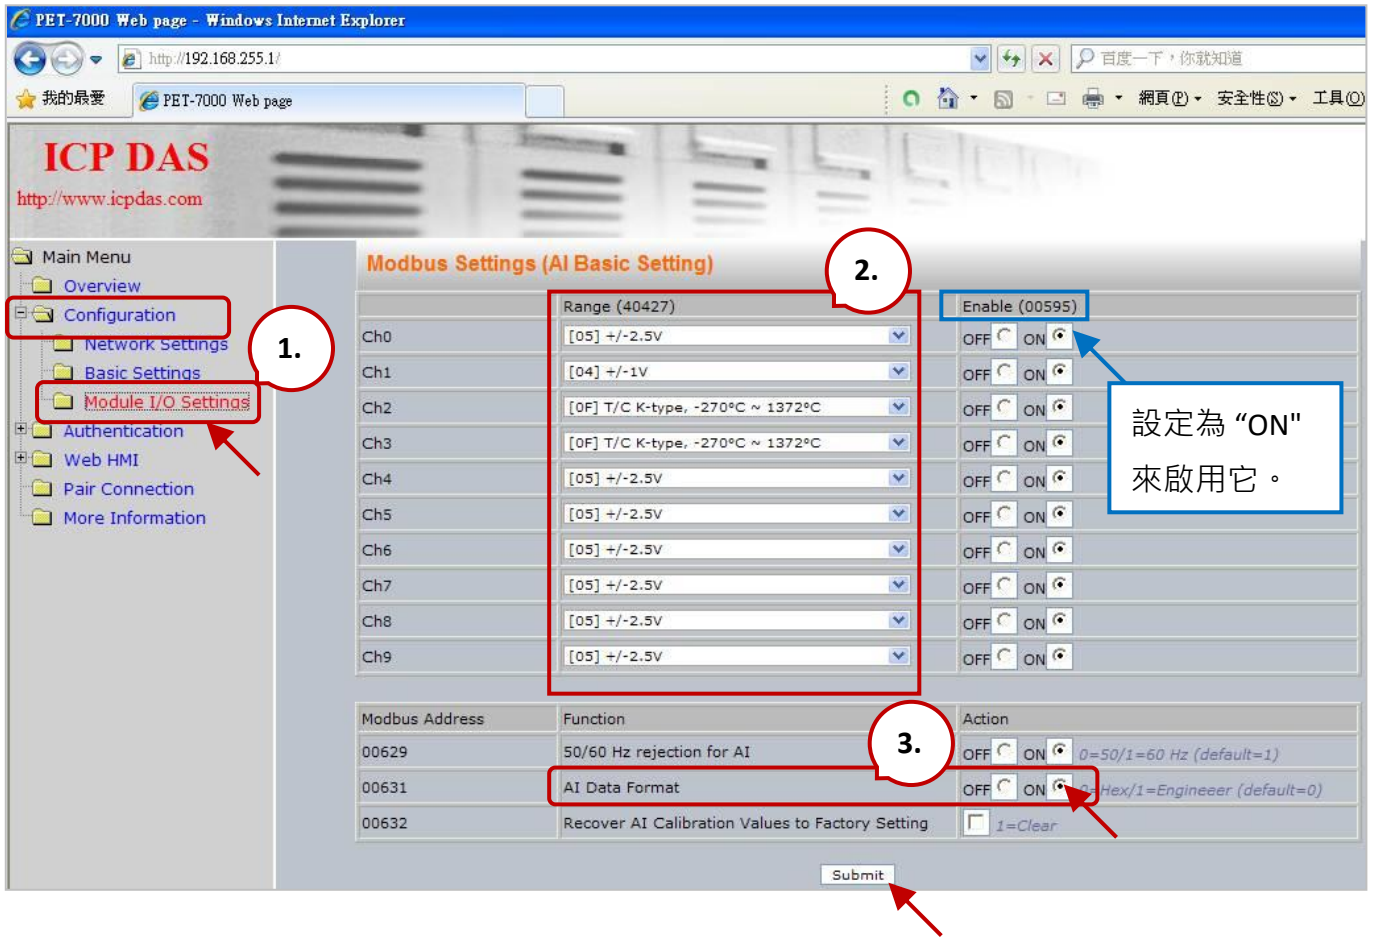 PET-7000 Web page - Windows Internet Explorer
http://192.168.255.1/
百度一下，你就知道
我的最愛
PET-7000 Web page
網頁(P)
安全性(S)
工具(O)
ICP DAS
http://www.icpdas.com
Main Menu
Overview
Configuration
Network Settings
Basic Settings
Module I/O Settings
Authentication
Web HMI
Pair Connection
More Information
1.
Modbus Settings (AI Basic Setting)
2.
Range (40427) Enable (00595)
Ch0 [05] +/-2.5V OFF ON
Ch1 [04] +/-1V OFF ON
Ch2 [0F] T/C K-type, -270°C ~ 1372°C OFF ON
Ch3 [0F] T/C K-type, -270°C ~ 1372°C OFF ON
Ch4 [05] +/-2.5V OFF ON
Ch5 [05] +/-2.5V OFF ON
Ch6 [05] +/-2.5V OFF ON
Ch7 [05] +/-2.5V OFF ON
Ch8 [05] +/-2.5V OFF ON
Ch9 [05] +/-2.5V OFF ON
設定為 “ON"
來啟用它。
Modbus Address Function Action
3.
00629 50/60 Hz rejection for AI OFF ON 0=50/1=60 Hz (default=1)
00631 AI Data Format OFF ON 0=Hex/1=Engineeer (default=0)
00632 Recover AI Calibration Values to Factory Setting 1=Clear
Submit